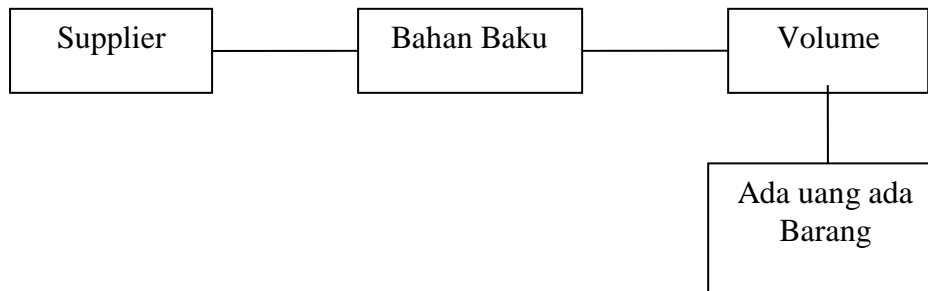 Supplier
Bahan Baku
Volume
Ada uang ada
Barang